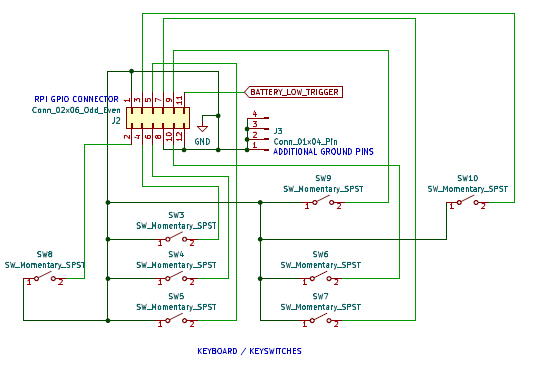 1 3 5 7 9 11
BATTERY_LOW_TRIGGER
RPI GPIO CONNECTOR
Conn_02x06_Odd_Even
J2
2 4 6 8 10 12
GND
4
3
2
1
J3
Conn_01x04_Pin
ADDITIONAL GROUND PINS
SW9
SW_Momentary_SPST
1 2
SW10
SW_Momentary_SPST
1 2
SW3
SW_Momentary_SPST
1 2
SW8
SW_Momentary_SPST
1 2
SW4
SW_Momentary_SPST
1 2
SW6
SW_Momentary_SPST
1 2
SW5
SW_Momentary_SPST
1 2
SW7
SW_Momentary_SPST
1 2
KEYBOARD / KEYSWITCHES